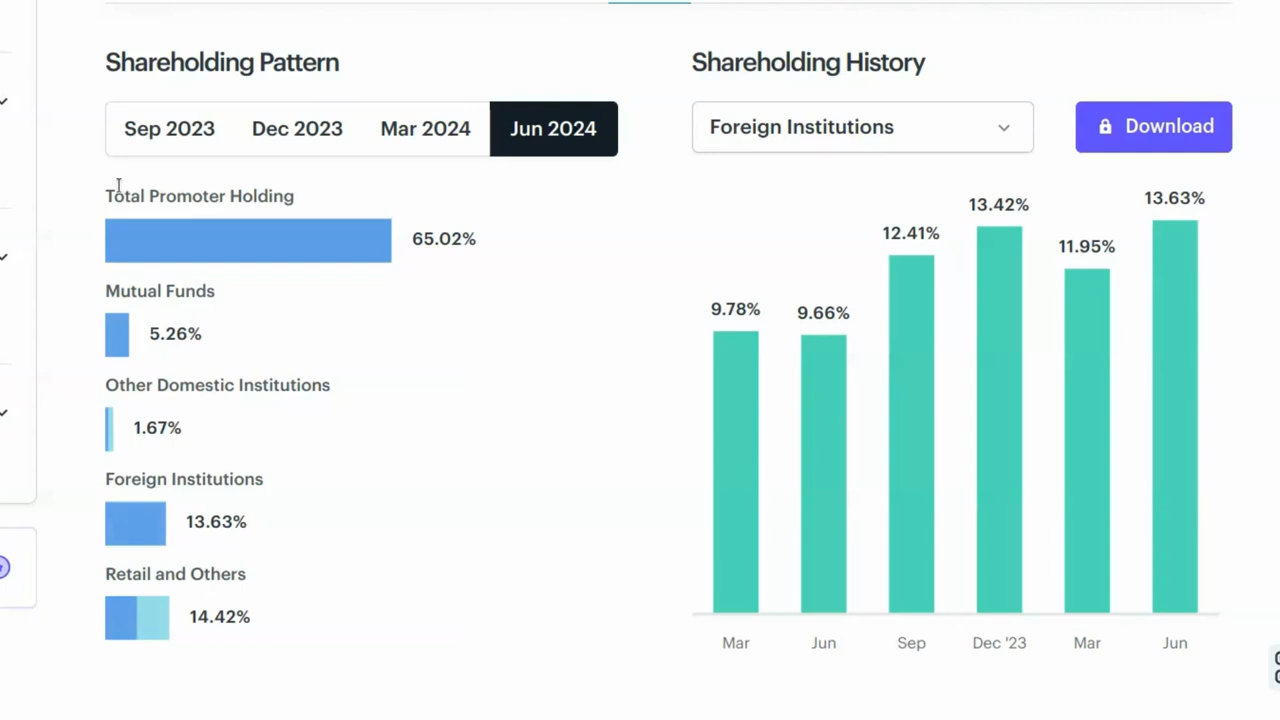 Shareholding Pattern
Sep 2023 Dec 2023 Mar 2024 Jun 2024
Total Promoter Holding
65.02%
Mutual Funds
5.26%
Other Domestic Institutions
1.67%
Foreign Institutions
13.63%
Retail and Others
14.42%
Shareholding History
Foreign Institutions
Download
9.78% 9.66% 12.41% 13.42% 11.95% 13.63%
Mar Jun Sep Dec '23 Mar Jun